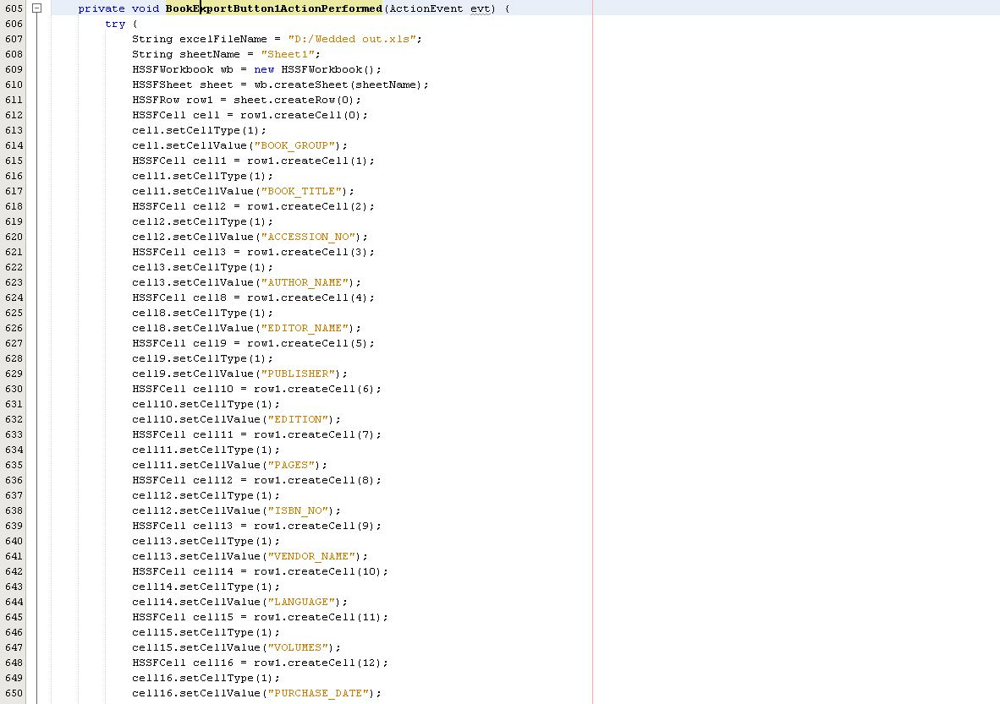 605 private void BookExportButton1ActionPerformed(ActionEvent evt) {
606 try {
607 String excelFileName = "D:/Wedded out.xls";
608 String sheetName = "Sheet1";
609 HSSFWorkbook wb = new HSSFWorkbook();
610 HSSFSheet sheet = wb.createSheet(sheetName);
611 HSSFRow row1 = sheet.createRow(0);
612 HSSFCell cell = row1.createCell(0);
613 cell.setCellType(1);
614 cell.setCellValue("BOOK_GROUP");
615 HSSFCell cell1 = row1.createCell(1);
616 cell1.setCellType(1);
617 cell1.setCellValue("BOOK_TITLE");
618 HSSFCell cell2 = row1.createCell(2);
619 cell2.setCellType(1);
620 cell2.setCellValue("ACCESSION_NO");
621 HSSFCell cell3 = row1.createCell(3);
622 cell3.setCellType(1);
623 cell3.setCellValue("AUTHOR_NAME");
624 HSSFCell cell8 = row1.createCell(4);
625 cell8.setCellType(1);
626 cell8.setCellValue("EDITOR_NAME");
627 HSSFCell cell9 = row1.createCell(5);
628 cell9.setCellType(1);
629 cell9.setCellValue("PUBLISHER");
630 HSSFCell cell10 = row1.createCell(6);
631 cell10.setCellType(1);
632 cell10.setCellValue("EDITION");
633 HSSFCell cell11 = row1.createCell(7);
634 cell11.setCellType(1);
635 cell11.setCellValue("PAGES");
636 HSSFCell cell12 = row1.createCell(8);
637 cell12.setCellType(1);
638 cell12.setCellValue("ISBN_NO");
639 HSSFCell cell13 = row1.createCell(9);
640 cell13.setCellType(1);
641 cell13.setCellValue("VENDOR_NAME");
642 HSSFCell cell14 = row1.createCell(10);
643 cell14.setCellType(1);
644 cell14.setCellValue("LANGUAGE");
645 HSSFCell cell15 = row1.createCell(11);
646 cell15.setCellType(1);
647 cell15.setCellValue("VOLUMES");
648 HSSFCell cell16 = row1.createCell(12);
649 cell16.setCellType(1);
650 cell16.setCellValue("PURCHASE_DATE");